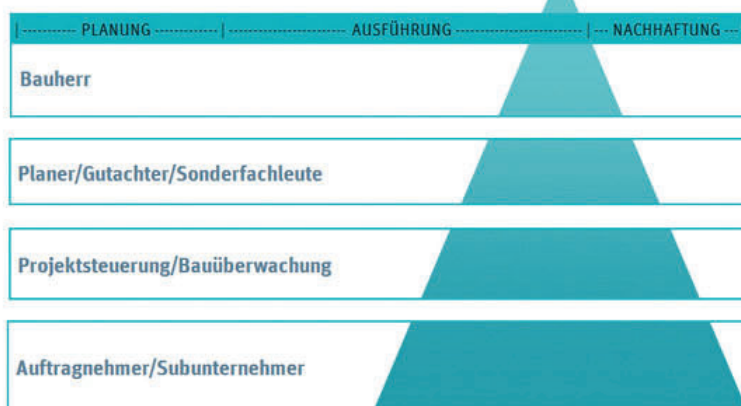 |---------- PLANUNG ------------|---------------------- AUSFÜHRUNG ------------------------|--- NACHHAFTUNG ---
Bauherr
Planer/Gutachter/Sonderfachleute
Projektsteuerung/Bauüberwachung
Auftragnehmer/Subunternehmer